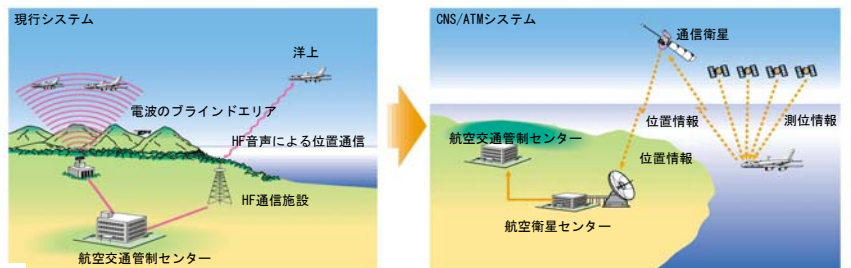 現行システム
洋上
電波のブラインドエリア
HF音声による位置通信
HF通信施設
航空交通管制センター
CNS/ATMシステム
通信衛星
位置情報
測位情報
航空交通管制センター
位置情報
航空衛星センター